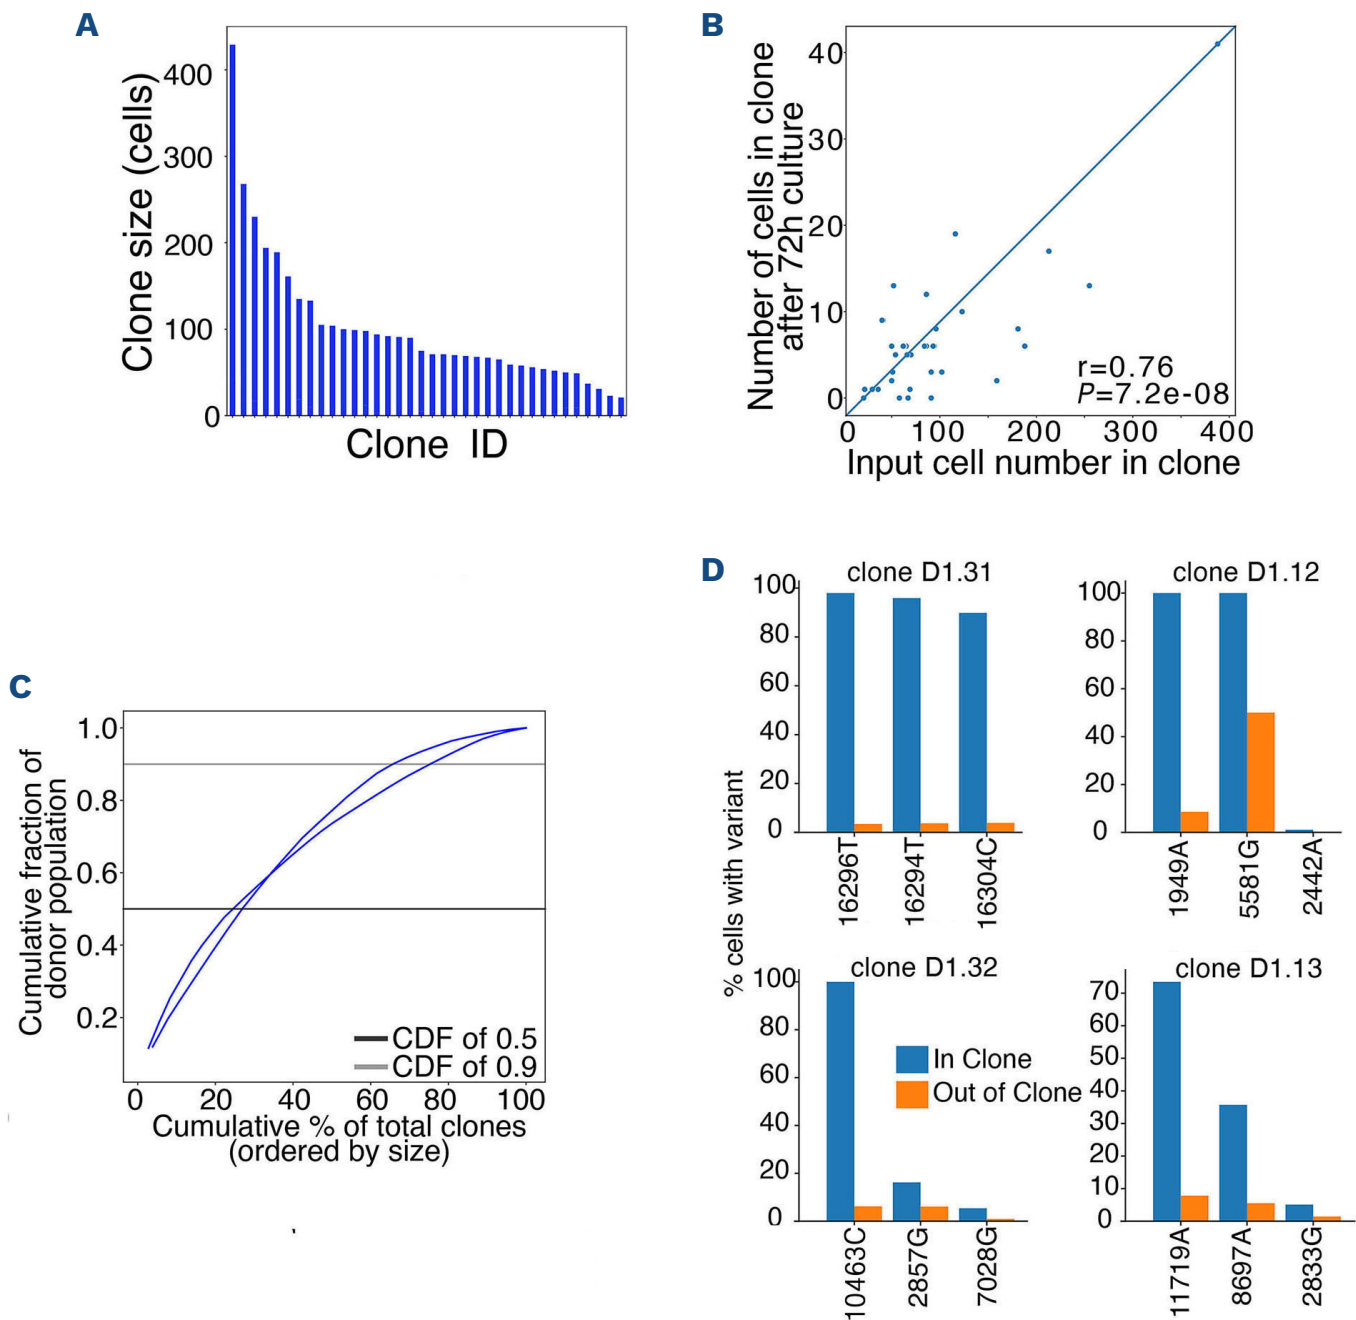 A
Clone size (cells)
400
300
200
100
0
Clone ID
B
Number of cells in clone
after 72h culture
40
30
20
10
0
r=0.76
P=7.2e-08
0 100 200 300 400
Input cell number in clone
C
Cumulative fraction of
donor population
1.0
0.8
0.6
0.4
0.2
CDF of 0.5
CDF of 0.9
0 20 40 60 80 100
Cumulative % of total clones
(ordered by size)
D
% cells with variant
clone D1.31
100
80
60
40
20
0
16296T 16294T 16304C
clone D1.12
100
80
60
40
20
0
1949A 5581G 2442A
clone D1.32
100
80
60
40
20
0
10463C 2857G 7028G
In Clone
Out of Clone
clone D1.13
70
60
50
40
30
20
10
0
11719A 8697A 2833G